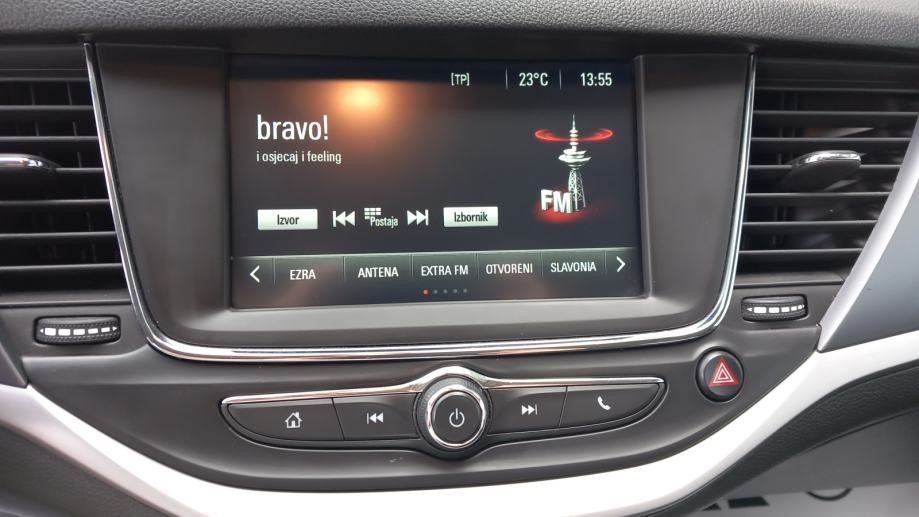 [TP] 23°C 13:55
bravo!
i osjecaj i feeling
FM
Izvor Postaja Izbornik
EZRA ANTENA EXTRA FM OTVORENI SLAVONIA